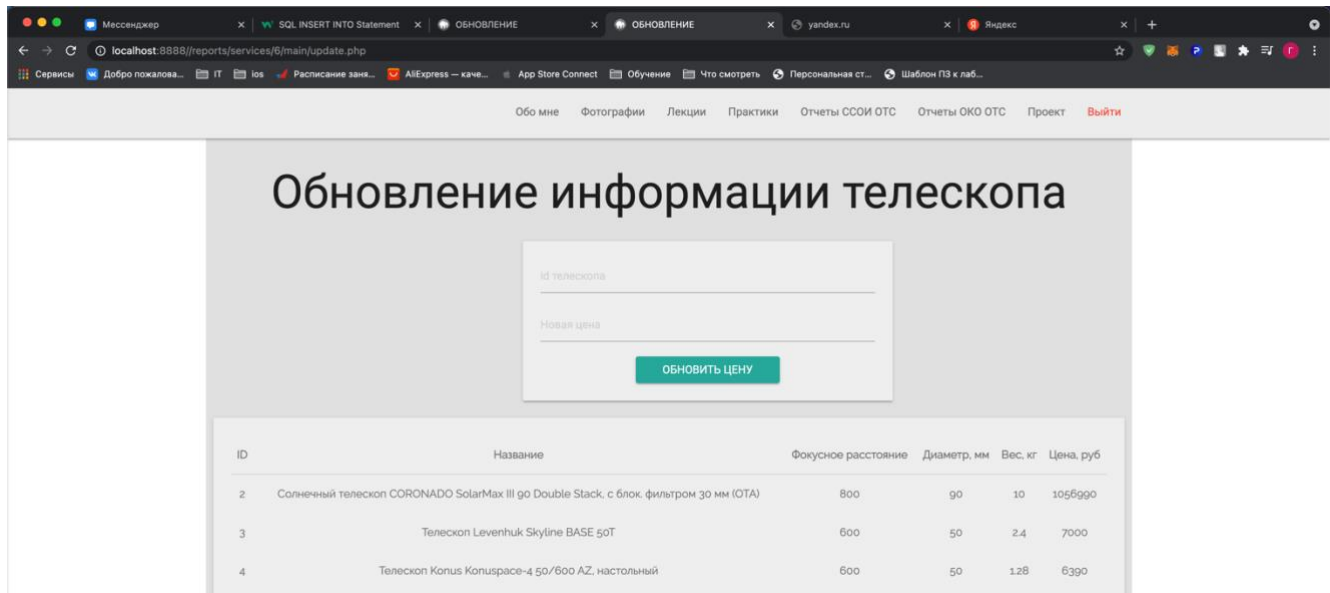 Мессенджер SQL INSERT INTO Statement ОБНОВЛЕНИЕ ОБНОВЛЕНИЕ yandex.ru Яндекс
localhost:8888//reports/services/6/main/update.php
Сервисы Добро пожалова... IT ios Расписание заня... AliExpress — каче... App Store Connect Обучение Что смотреть Персональная ст... Шаблон ПЗ к лаб...
Обо мне Фотографии Лекции Практики Отчеты ССОИ ОТС Отчеты ОКО ОТС Проект Выйти
Обновление информации телескопа
id телескопа
Новая цена
ОБНОВИТЬ ЦЕНУ
ID Название Фокусное расстояние Диаметр, мм Вес, кг Цена, руб
2 Солнечный телескоп CORONADO SolarMax III 90 Double Stack, с блок. фильтром 30 мм (OTA) 800 90 10 1056990
3 Телескоп Levenhuk Skyline BASE 50T 600 50 2.4 7000
4 Телескоп Konus Konuspace-4 50/600 AZ, настольный 600 50 1.28 6390